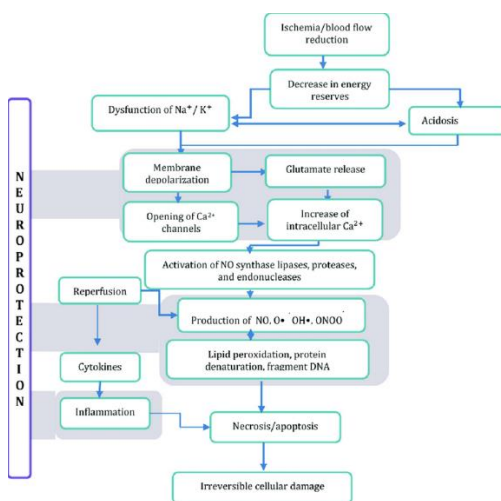 Ischemia/blood flow
reduction
Decrease in energy
reserves
Dysfunction of Na⁺/ K⁺
Acidosis
NEUROPROTECTION
Membrane
depolarization
Glutamate release
Opening of Ca²⁺
channels
Increase of
intracellular Ca²⁺
Activation of NO synthase lipases, proteases,
and endonucleases
Reperfusion
Production of NO, O• ˙OH•, ONOO˙
Lipid peroxidation, protein
denaturation, fragment DNA
Cytokines
Inflammation
Necrosis/apoptosis
Irreversible cellular damage